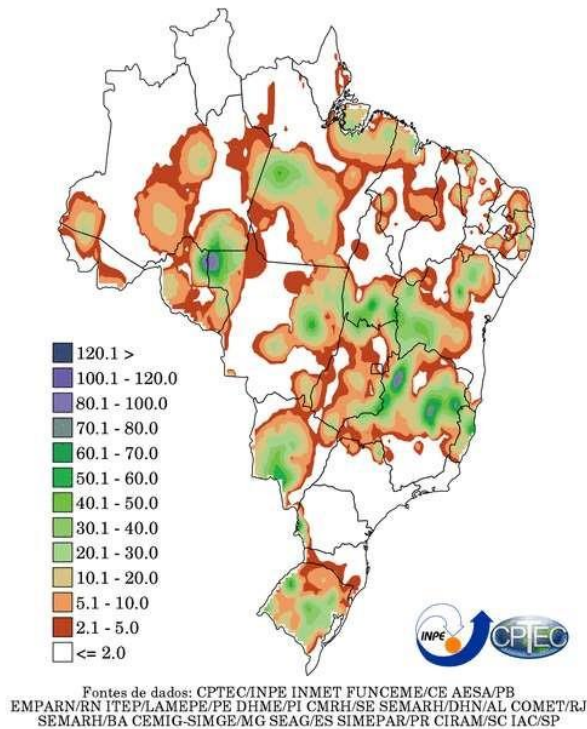 120.1 >
100.1 - 120.0
80.1 - 100.0
70.1 - 80.0
60.1 - 70.0
50.1 - 60.0
40.1 - 50.0
30.1 - 40.0
20.1 - 30.0
10.1 - 20.0
5.1 - 10.0
2.1 - 5.0
<= 2.0
INPE
CPTEC
Fontes de dados: CPTEC/INPE INMET FUNCEME/CE AESA/PB
EMPARN/RN ITEP/LAMEPE/PE DHME/PI CMRH/SE SEMARH/DHN/AL COMET/RJ
SEMARH/BA CEMIG-SIMGE/MG SEAG/ES SIMEPAR/PR CIRAM/SC IAC/SP